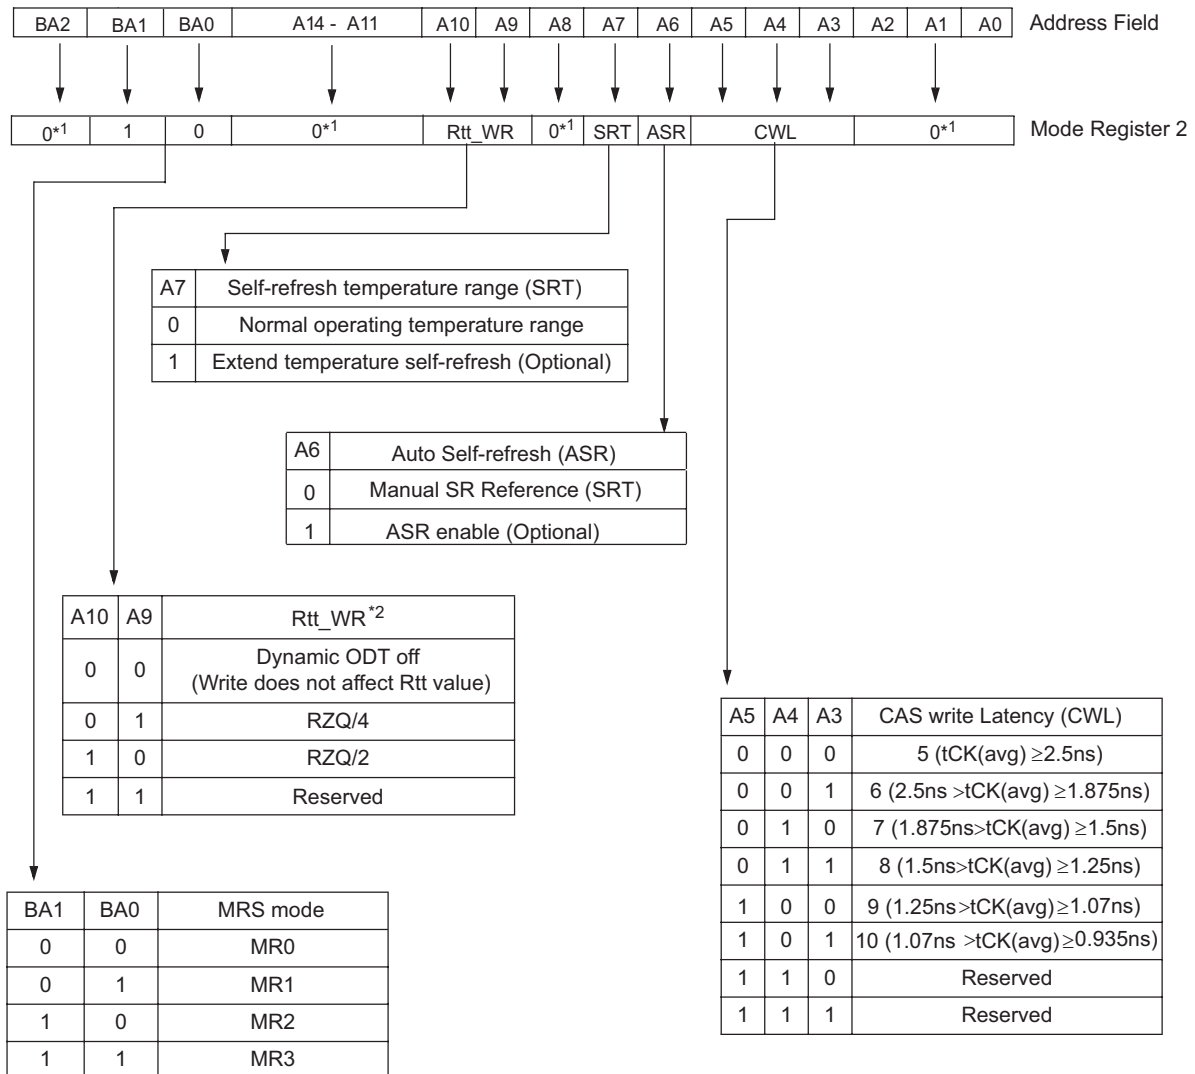 BA2 BA1 BA0 A14 - A11 A10 A9 A8 A7 A6 A5 A4 A3 A2 A1 A0 Address Field
0*1 1 0 0*1 Rtt_WR 0*1 SRT ASR CWL 0*1 Mode Register 2
A7 Self-refresh temperature range (SRT)
0 Normal operating temperature range
1 Extend temperature self-refresh (Optional)
A6 Auto Self-refresh (ASR)
0 Manual SR Reference (SRT)
1 ASR enable (Optional)
A10 A9 Rtt_WR*2
0 0 Dynamic ODT off
(Write does not affect Rtt value)
0 1 RZQ/4
1 0 RZQ/2
1 1 Reserved
A5 A4 A3 CAS write Latency (CWL)
0 0 0 5 (tCK(avg) ≥2.5ns)
0 0 1 6 (2.5ns >tCK(avg) ≥1.875ns)
0 1 0 7 (1.875ns>tCK(avg) ≥1.5ns)
0 1 1 8 (1.5ns>tCK(avg) ≥1.25ns)
1 0 0 9 (1.25ns>tCK(avg) ≥1.07ns)
1 0 1 10 (1.07ns >tCK(avg)≥0.935ns)
1 1 0 Reserved
1 1 1 Reserved
BA1 BA0 MRS mode
0 0 MR0
0 1 MR1
1 0 MR2
1 1 MR3